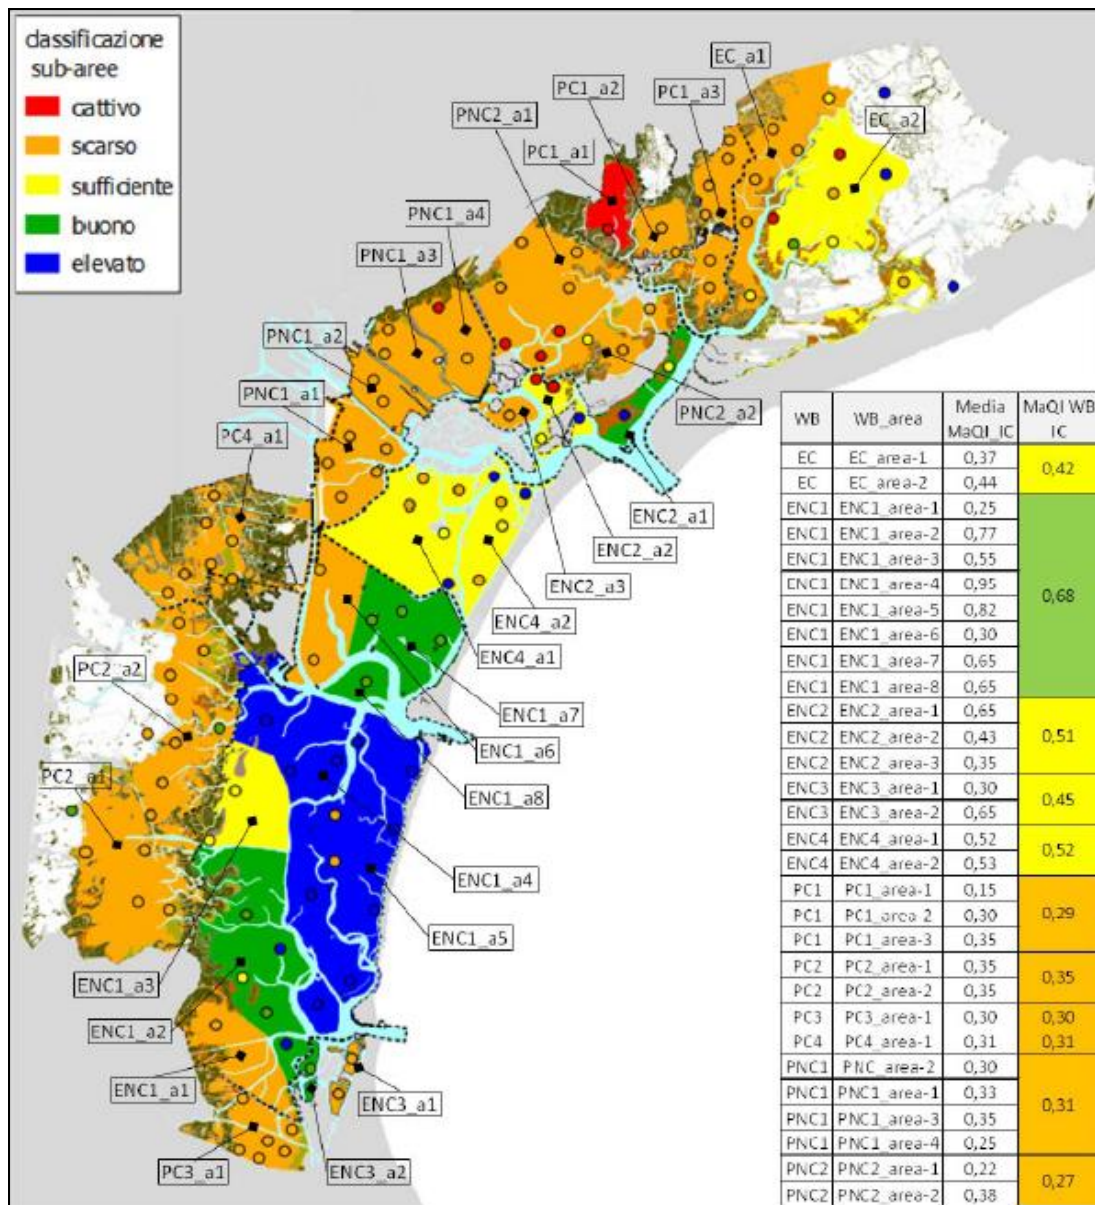 classificazione
sub-aree
cattivo
scarso
sufficiente
buono
elevato
EC_a1
PC1_a2
PC1_a3
PNC2_a1
EC_a2
PC1_a1
PNC1_a4
PNC1_a3
PNC1_a2
PNC1_a1
PNC2_a2
PC4_a1
ENC2_a1
ENC2_a2
ENC2_a3
ENC4_a2
ENC4_a1
PC2_a2
ENC1_a7
ENC1_a6
PC2_a1
ENC1_a8
ENC1_a4
ENC1_a5
ENC1_a3
ENC1_a2
ENC1_a1
ENC3_a1
PC3_a1
ENC3_a2
WB WB_area Media MaQI_IC MaQI WB IC
EC EC_area-1 0,37 0,42
EC EC_area-2 0,44
ENC1 ENC1_area-1 0,25 0,68
ENC1 ENC1_area-2 0,77
ENC1 ENC1_area-3 0,55
ENC1 ENC1_area-4 0,95
ENC1 ENC1_area-5 0,82
ENC1 ENC1_area-6 0,30
ENC1 ENC1_area-7 0,65
ENC1 ENC1_area-8 0,65
ENC2 ENC2_area-1 0,65 0,51
ENC2 ENC2_area-2 0,43
ENC2 ENC2_area-3 0,35
ENC3 ENC3_area-1 0,30 0,45
ENC3 ENC3_area-2 0,65
ENC4 ENC4_area-1 0,52 0,52
ENC4 ENC4_area-2 0,53
PC1 PC1_area-1 0,15 0,29
PC1 PC1_area-2 0,30
PC1 PC1_area-3 0,35
PC2 PC2_area-1 0,35 0,35
PC2 PC2_area-2 0,35
PC3 PC3_area-1 0,30 0,30
PC4 PC4_area-1 0,31 0,31
PNC1 PNC_area-2 0,30 0,31
PNC1 PNC1_area-1 0,33
PNC1 PNC1_area-3 0,35
PNC1 PNC1_area-4 0,25
PNC2 PNC2_area-1 0,22 0,27
PNC2 PNC2_area-2 0,38